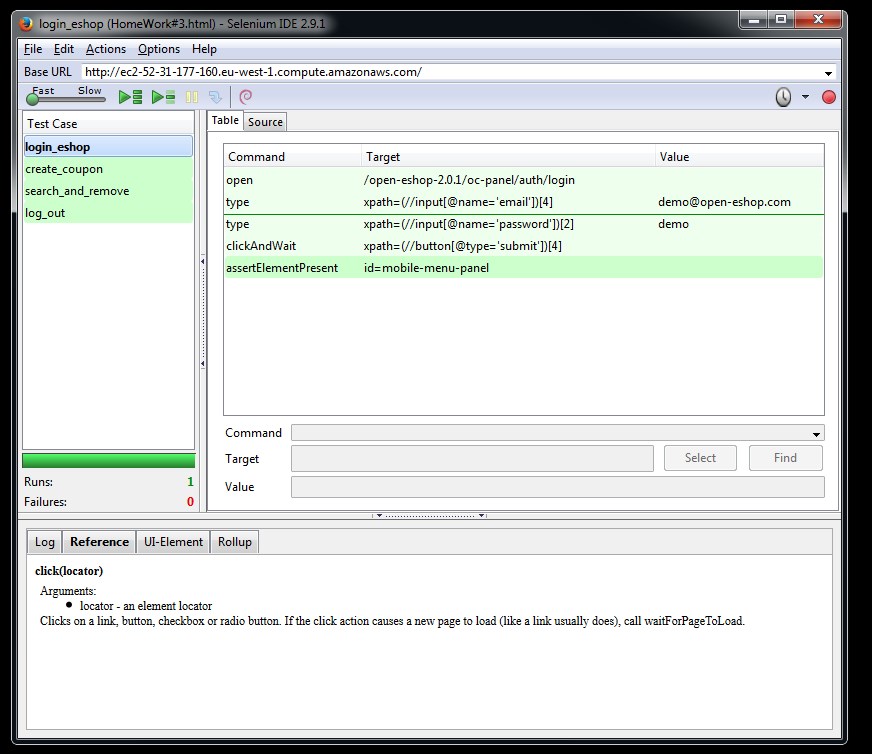 login_eshop (HomeWork#3.html) - Selenium IDE 2.9.1
File Edit Actions Options Help
Base URL http://ec2-52-31-177-160.eu-west-1.compute.amazonaws.com/
Fast Slow
Test Case
login_eshop
create_coupon
search_and_remove
log_out
Runs: 1
Failures: 0
Table Source
Command Target Value
open /open-eshop-2.0.1/oc-panel/auth/login
type xpath=(//input[@name='email'])[4] demo@open-eshop.com
type xpath=(//input[@name='password'])[2] demo
clickAndWait xpath=(//button[@type='submit'])[4]
assertElementPresent id=mobile-menu-panel
Command
Target Select Find
Value
Log Reference UI-Element Rollup
click(locator)
Arguments:
• locator - an element locator
Clicks on a link, button, checkbox or radio button. If the click action causes a new page to load (like a link usually does), call waitForPageToLoad.